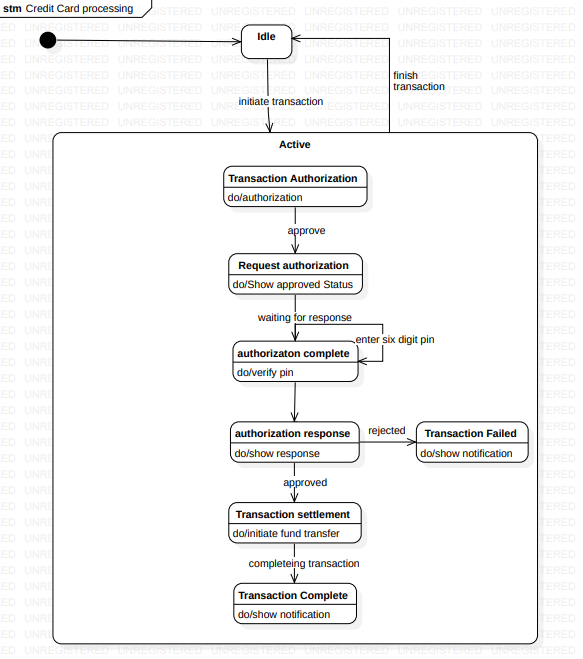 stm Credit Card processing
Idle
finish
transaction
initiate transaction
Active
Transaction Authorization
do/authorization
approve
Request authorization
do/Show approved Status
waiting for response
enter six digit pin
authorizaton complete
do/verify pin
authorization response
do/show response
rejected
Transaction Failed
do/show notification
approved
Transaction settlement
do/initiate fund transfer
completeing transaction
Transaction Complete
do/show notification
UNREGISTERED